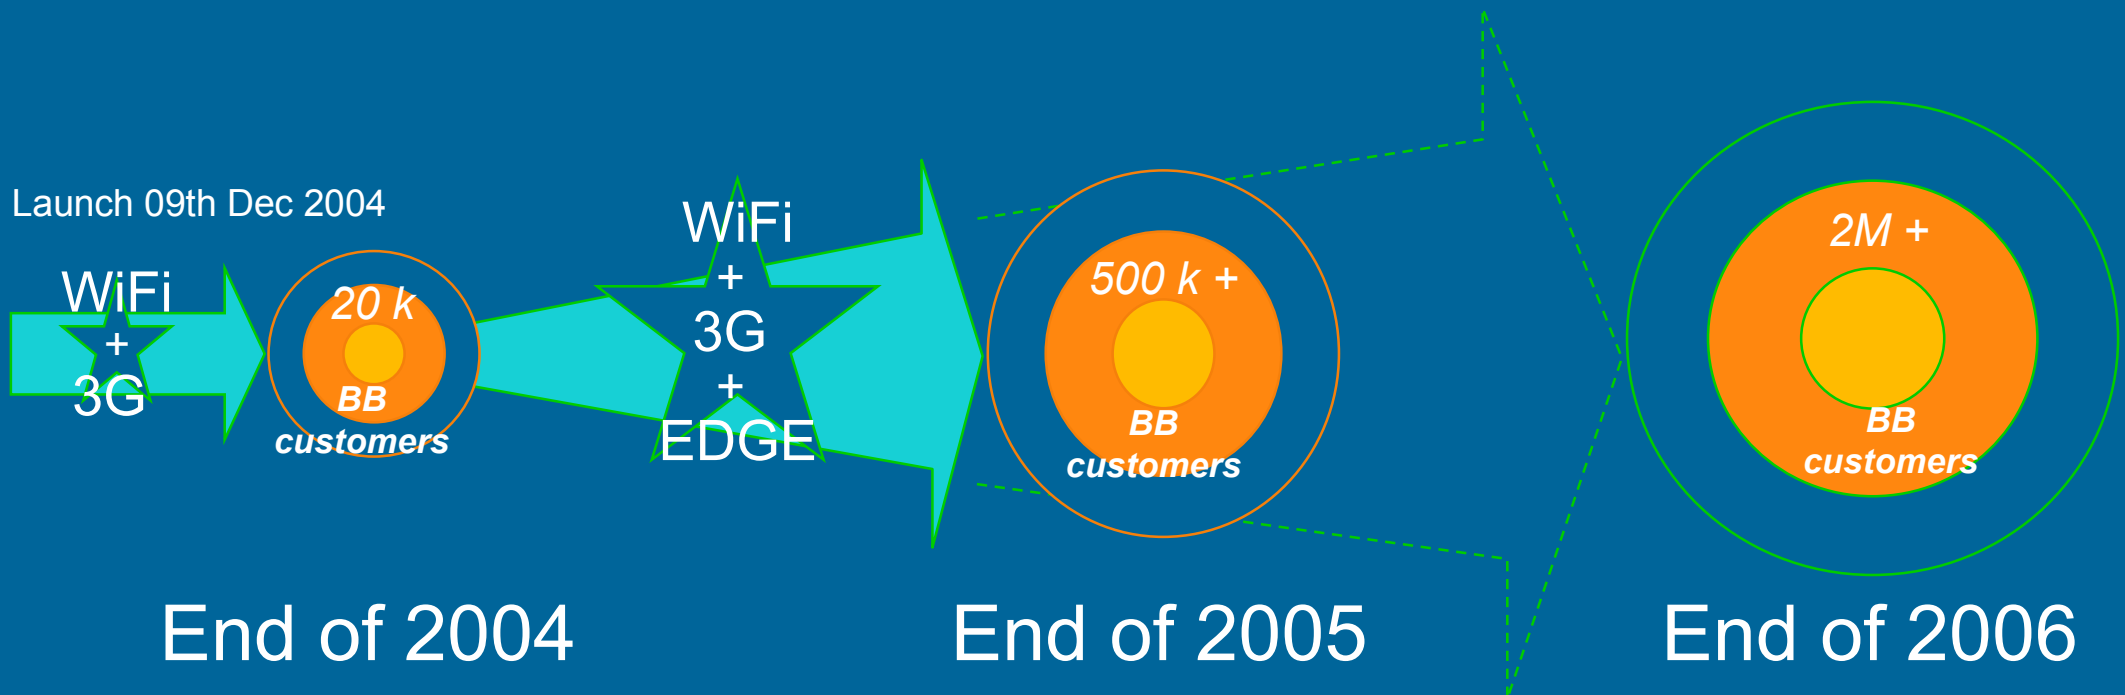 Launch 09th Dec 2004
WiFi
+
3G
20 k
BB
customers
WiFi
+
3G
+
EDGE
500 k +
BB
customers
2M +
BB
customers
End of 2004
End of 2005
End of 2006